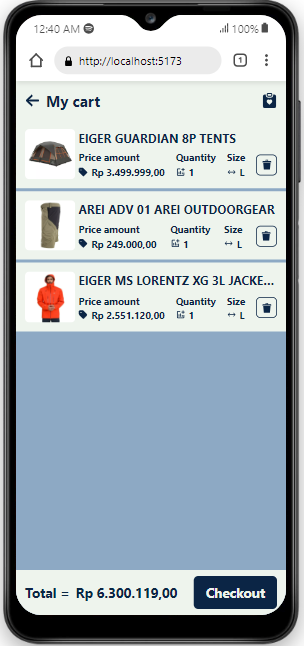 12:40 AM 100%
http://localhost:5173 1
My cart
EIGER GUARDIAN 8P TENTS
Price amount Quantity Size
Rp 3.499.999,00 1 L
AREI ADV 01 AREI OUTDOORGEAR
Price amount Quantity Size
Rp 249.000,00 1 L
EIGER MS LORENTZ XG 3L JACKE...
Price amount Quantity Size
Rp 2.551.120,00 1 L
Total = Rp 6.300.119,00 Checkout